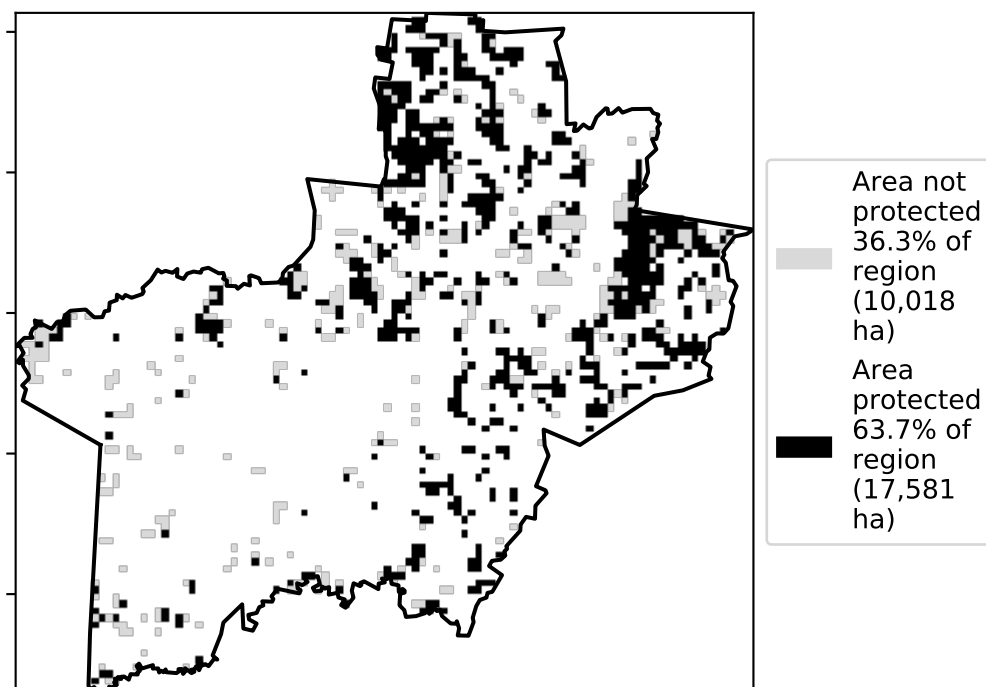 Area not
protected
36.3% of
region
(10,018
ha)
Area
protected
63.7% of
region
(17,581
ha)